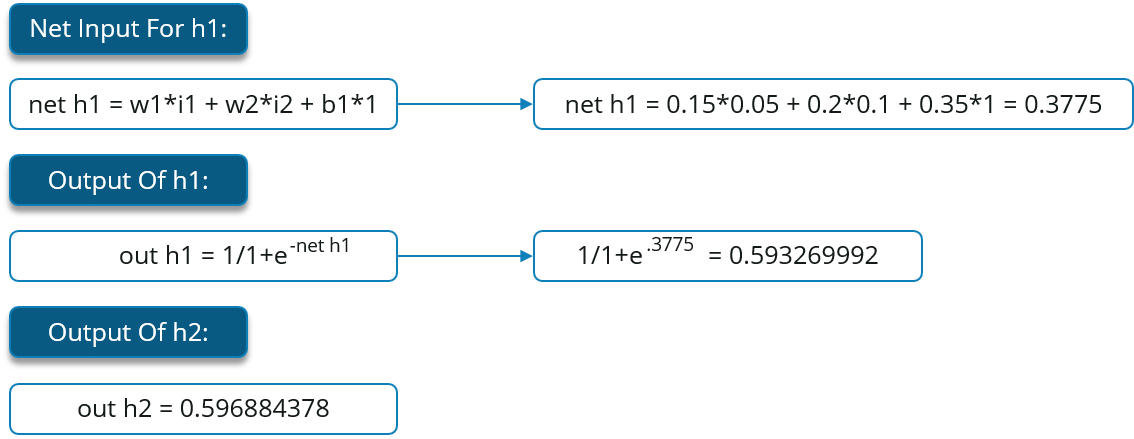 Net Input For h1:
net h1 = w1*i1 + w2*i2 + b1*1
net h1 = 0.15*0.05 + 0.2*0.1 + 0.35*1 = 0.3775
Output Of h1:
out h1 = 1/1+e^-net h1
1/1+e^.3775 = 0.593269992
Output Of h2:
out h2 = 0.596884378